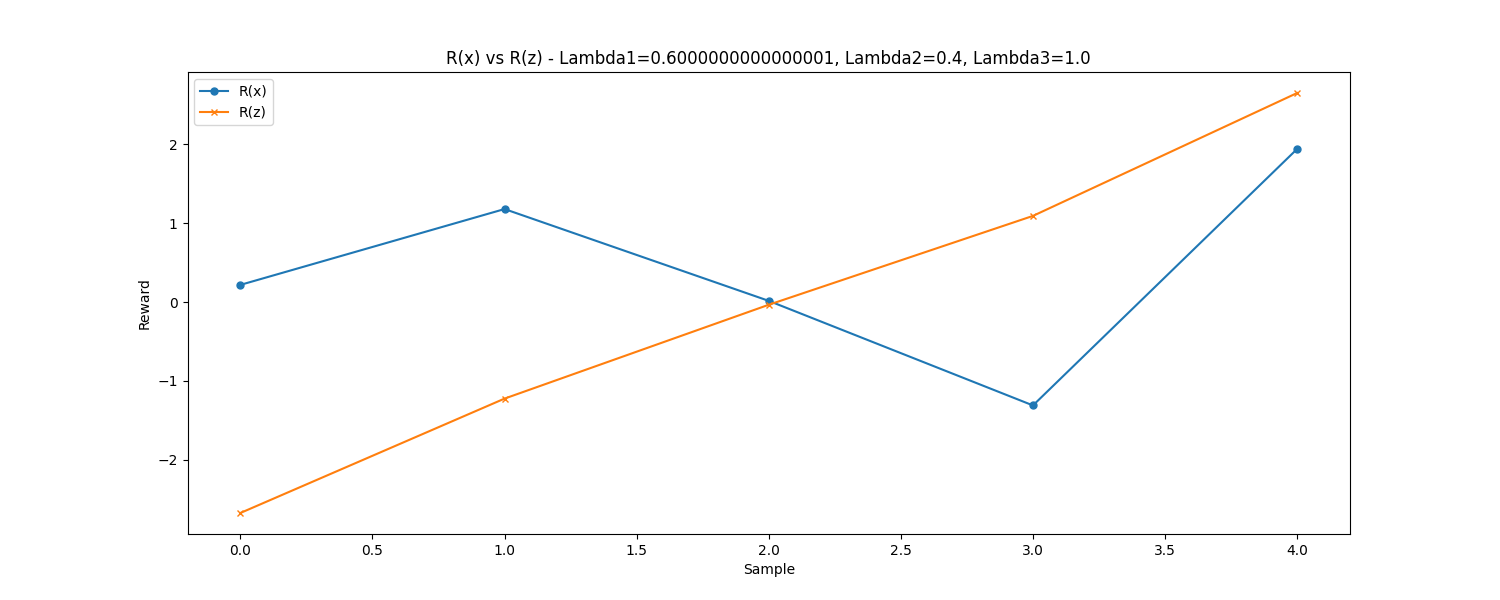 R(x) vs R(z) - Lambda1=0.6000000000000001, Lambda2=0.4, Lambda3=1.0
R(x)
R(z)
2
1
0
−1
−2
Reward
0.0 0.5 1.0 1.5 2.0 2.5 3.0 3.5 4.0
Sample